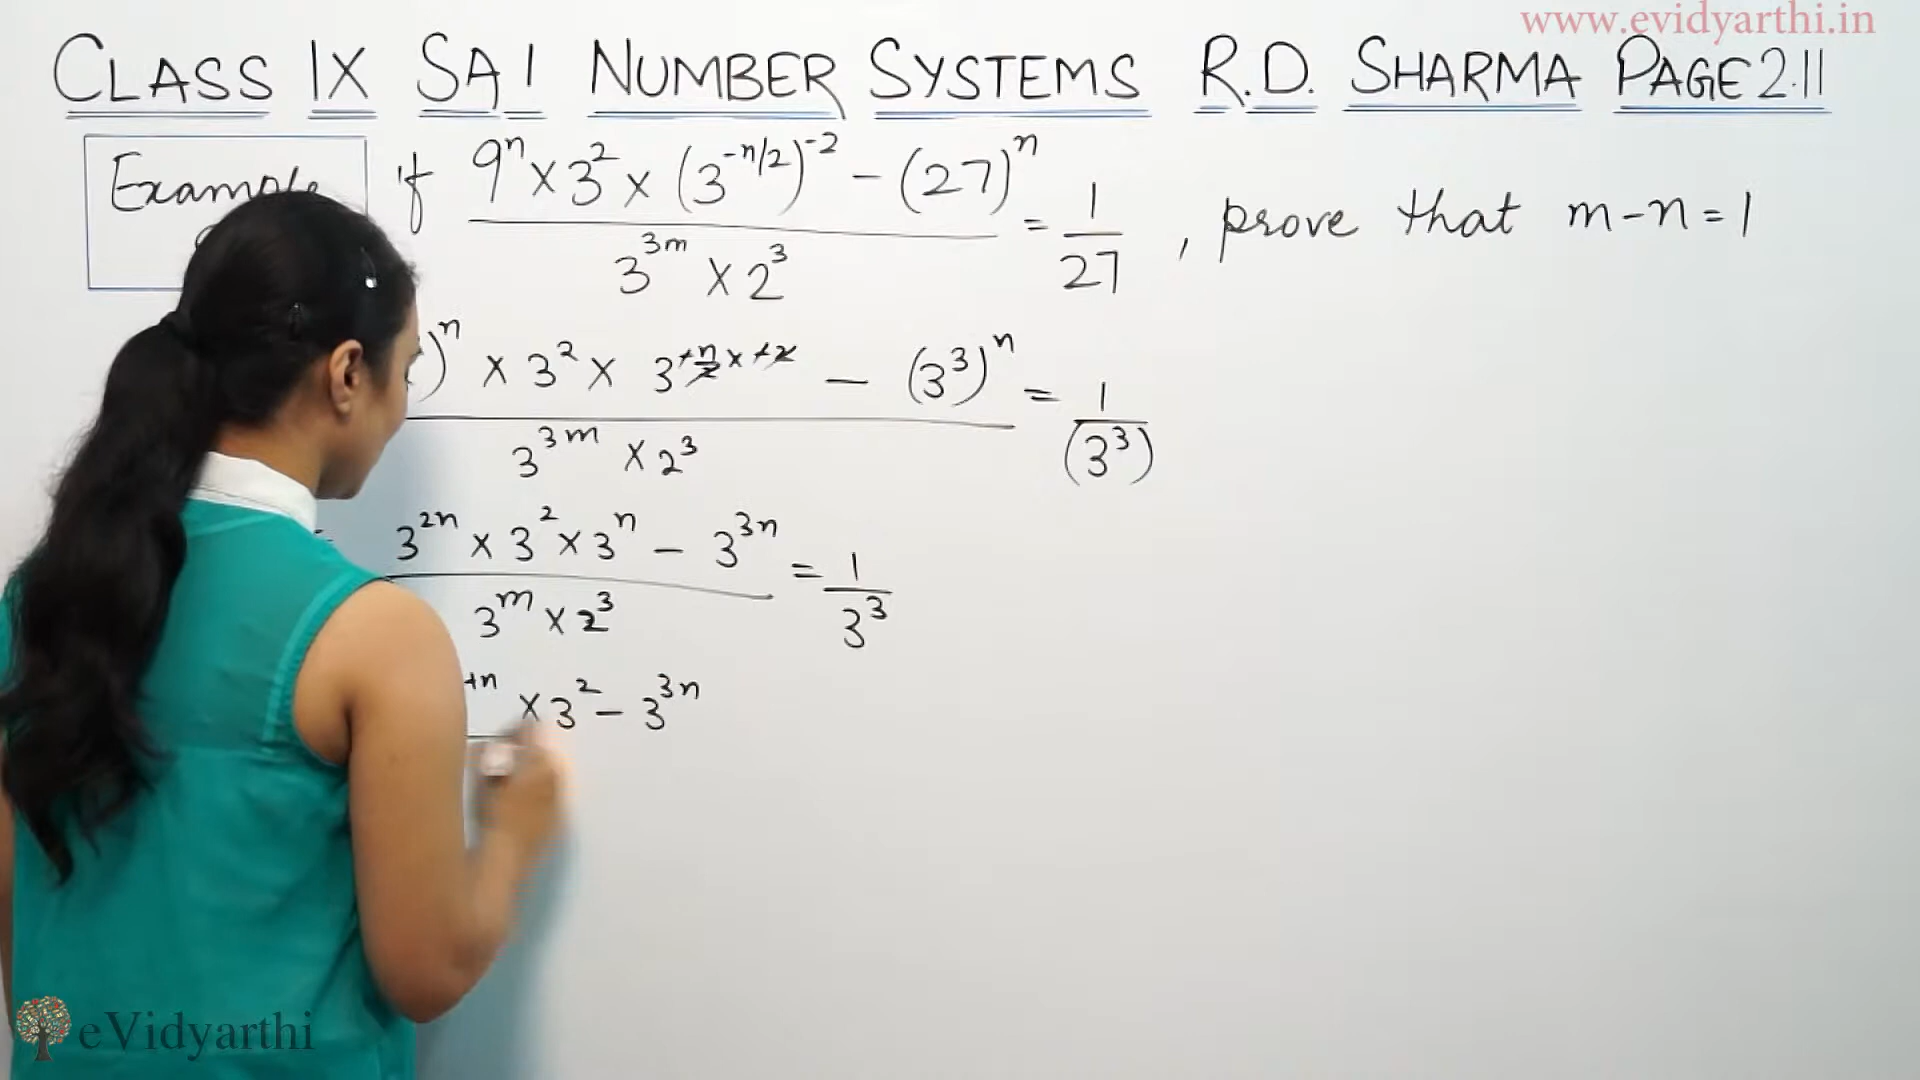 www.evidyarthi.in
CLASS IX SA 1 NUMBER SYSTEMS R.D. SHARMA PAGE 2.11
Example
if (9^n × 3^2 × (3^(-n/2))^(-2) - (27)^n) / (3^(3m) × 2^3) = 1/27 , prove that m-n=1
)^n × 3^2 × 3^(+n/2 × +2) - (3^3)^n / 3^(3m) × 2^3 = 1/(3^3)
3^(2n) × 3^2 × 3^n - 3^(3n) / 3^m × 2^3 = 1/3^3
+n × 3^2 - 3^(3n)
eVidyarthi